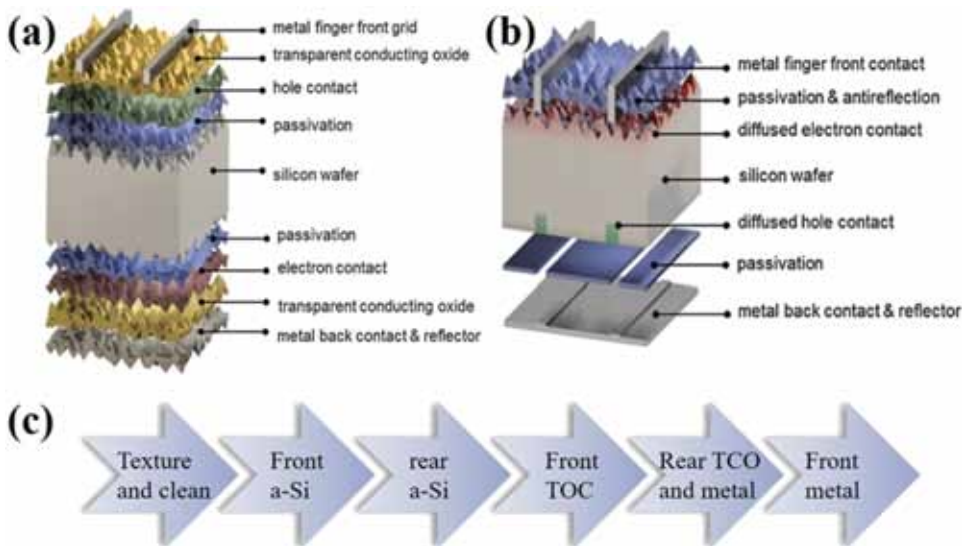 (a)
metal finger front grid
transparent conducting oxide
hole contact
passivation
silicon wafer
passivation
electron contact
transparent conducting oxide
metal back contact & reflector
(b)
metal finger front contact
passivation & antireflection
diffused electron contact
silicon wafer
diffused hole contact
passivation
metal back contact & reflector
(c)
Texture
and clean
Front
a-Si
rear
a-Si
Front
TOC
Rear TCO
and metal
Front
metal